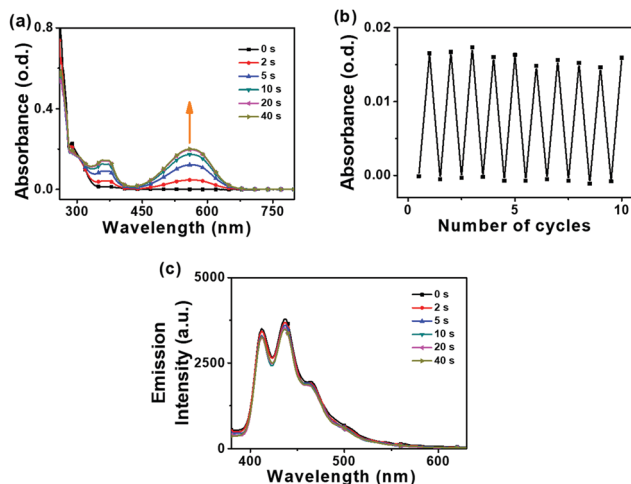 (a)
0.8
0.4
0.0
Absorbance (o.d.)
0 s
2 s
5 s
10 s
20 s
40 s
300 450 600 750
Wavelength (nm)
(b)
0.02
0.01
0.00
Absorbance (o.d.)
0 5 10
Number of cycles
(c)
5000
2500
0
Emission
Intensity (a.u.)
0 s
2 s
5 s
10 s
20 s
40 s
400 500 600
Wavelength (nm)